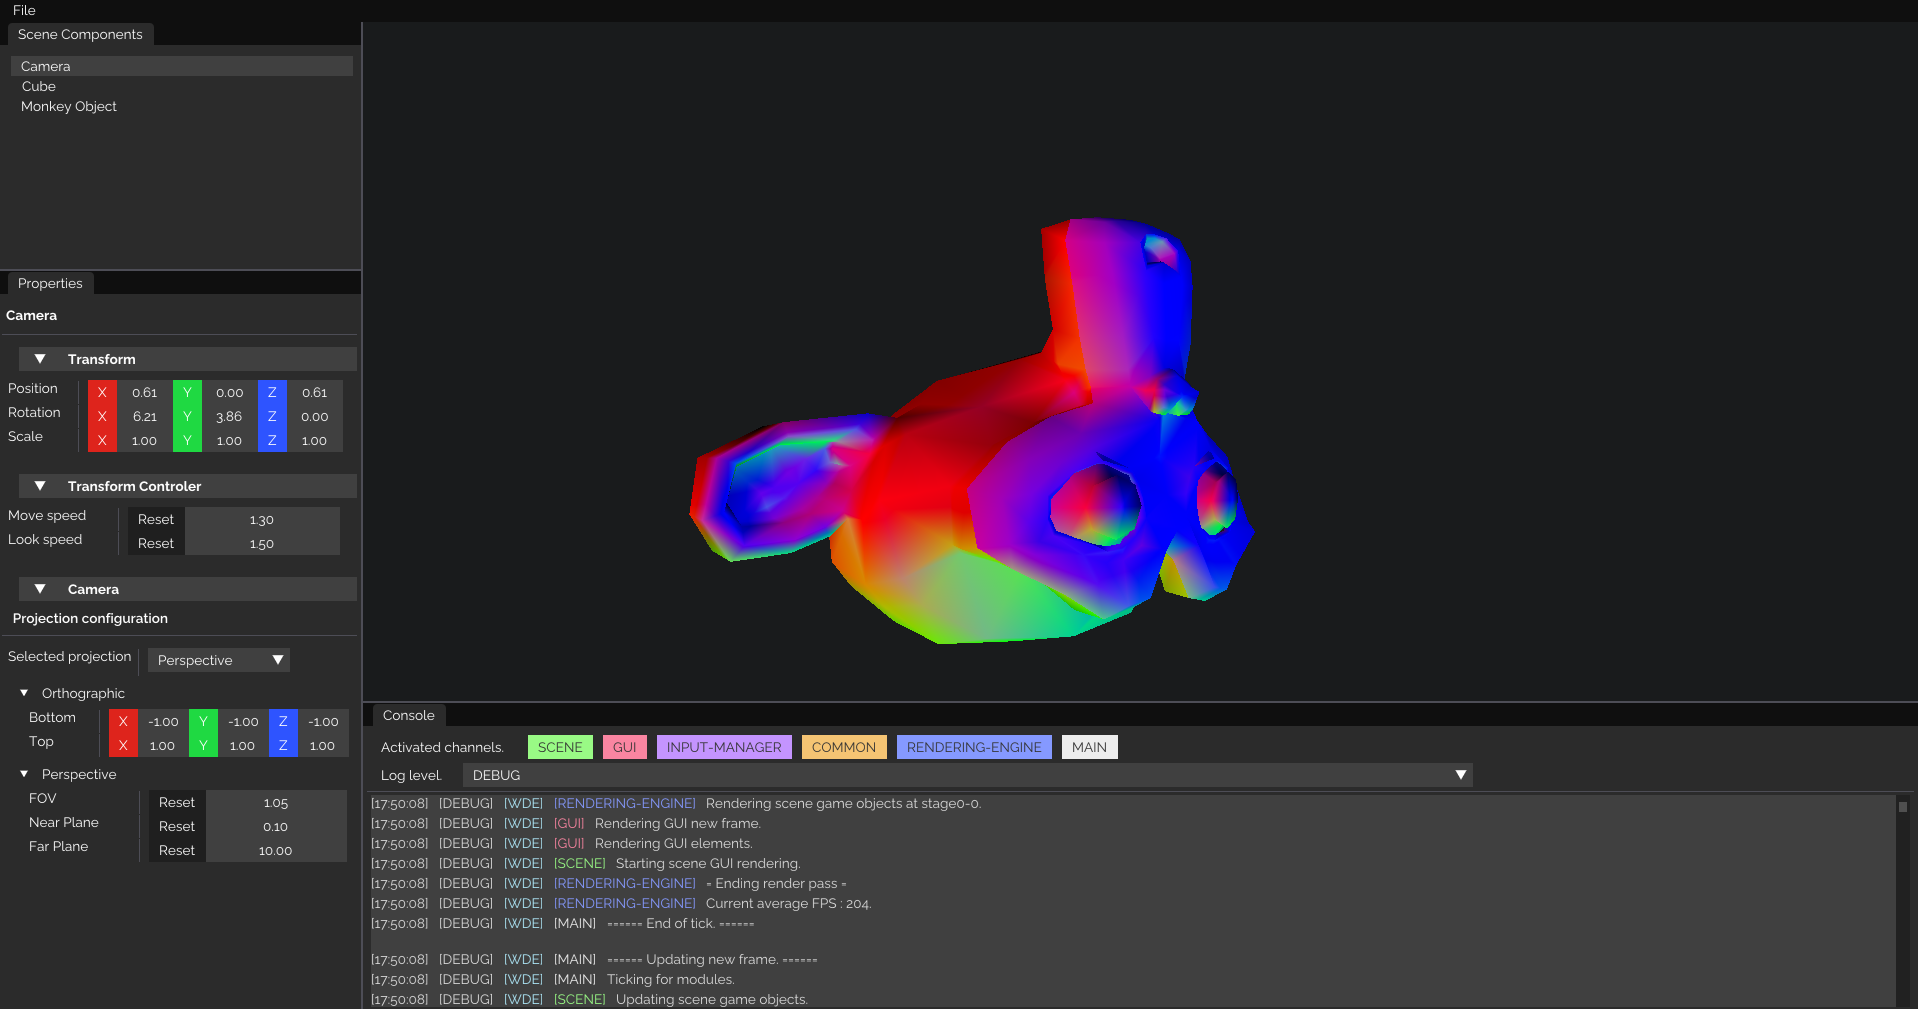 File
Scene Components
Camera
Cube
Monkey Object
Properties
Camera
Transform
Position X 0.61 Y 0.00 Z 0.61
Rotation X 6.21 Y 3.86 Z 0.00
Scale X 1.00 Y 1.00 Z 1.00
Transform Controler
Move speed Reset 1.30
Look speed Reset 1.50
Camera
Projection configuration
Selected projection Perspective
Orthographic
Bottom X -1.00 Y -1.00 Z -1.00
Top X 1.00 Y 1.00 Z 1.00
Perspective
FOV Reset 1.05
Near Plane Reset 0.10
Far Plane Reset 10.00
Console
Activated channels. SCENE GUI INPUT-MANAGER COMMON RENDERING-ENGINE MAIN
Log level. DEBUG
[17:50:08] [DEBUG] [WDE] [RENDERING-ENGINE] Rendering scene game objects at stage0-0.
[17:50:08] [DEBUG] [WDE] [GUI] Rendering GUI new frame.
[17:50:08] [DEBUG] [WDE] [GUI] Rendering GUI elements.
[17:50:08] [DEBUG] [WDE] [SCENE] Starting scene GUI rendering.
[17:50:08] [DEBUG] [WDE] [RENDERING-ENGINE] = Ending render pass =
[17:50:08] [DEBUG] [WDE] [RENDERING-ENGINE] Current average FPS : 204.
[17:50:08] [DEBUG] [WDE] [MAIN] ====== End of tick. ======
[17:50:08] [DEBUG] [WDE] [MAIN] ====== Updating new frame. ======
[17:50:08] [DEBUG] [WDE] [MAIN] Ticking for modules.
[17:50:08] [DEBUG] [WDE] [SCENE] Updating scene game objects.